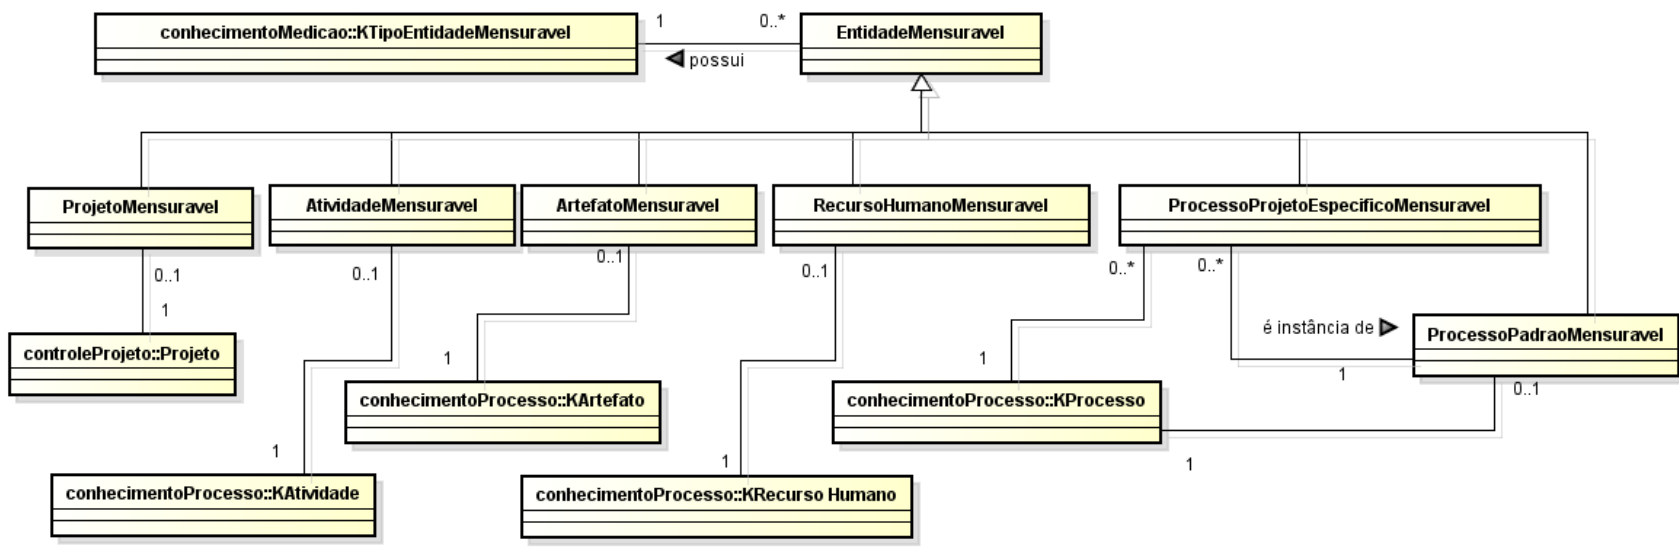 conhecimentoMedicao::KTipoEntidadeMensuravel
1
0..*
possui
EntidadeMensuravel
ProjetoMensuravel
AtividadeMensuravel
ArtefatoMensuravel
RecursoHumanoMensuravel
ProcessoProjetoEspecificoMensuravel
0..1
1
0..1
0..1
0..1
0..*
0..*
controleProjeto::Projeto
é instância de
ProcessoPadraoMensuravel
1
1
1
0..1
conhecimentoProcesso::KArtefato
conhecimentoProcesso::KProcesso
1
1
1
conhecimentoProcesso::KAtividade
conhecimentoProcesso::KRecurso Humano